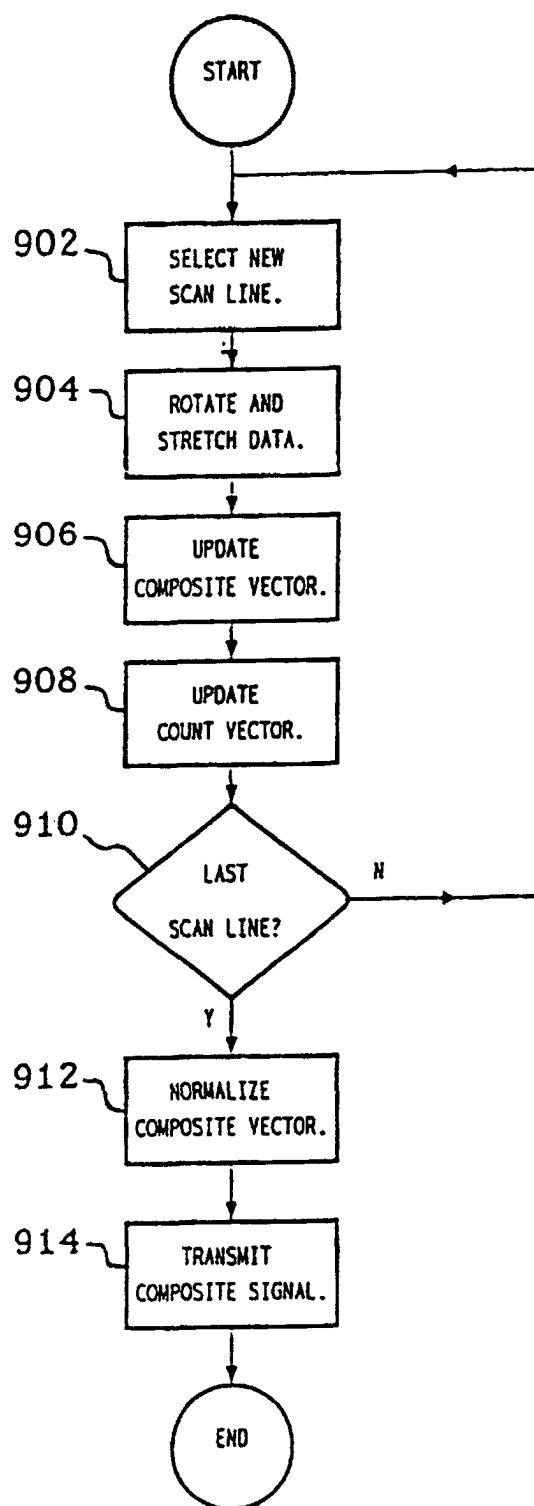 START
902
SELECT NEW
SCAN LINE.
904
ROTATE AND
STRETCH DATA.
906
UPDATE
COMPOSITE VECTOR.
908
UPDATE
COUNT VECTOR.
910
LAST
SCAN LINE?
N
Y
912
NORMALIZE
COMPOSITE VECTOR.
914
TRANSMIT
COMPOSITE SIGNAL.
END